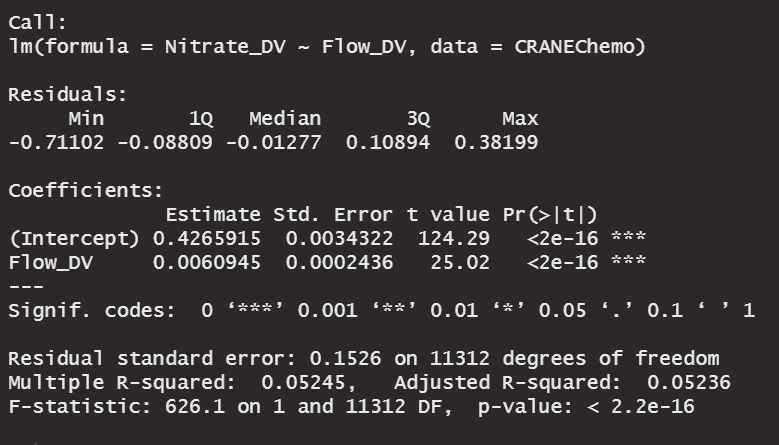 Call:
lm(formula = Nitrate_DV ~ Flow_DV, data = CRANEChemo)
Residuals:
Min 1Q Median 3Q Max
-0.71102 -0.08809 -0.01277 0.10894 0.38199
Coefficients:
Estimate Std. Error t value Pr(>|t|)
(Intercept) 0.4265915 0.0034322 124.29 <2e-16 ***
Flow_DV 0.0060945 0.0002436 25.02 <2e-16 ***
---
Signif. codes: 0 ‘***’ 0.001 ‘**’ 0.01 ‘*’ 0.05 ‘.’ 0.1 ‘ ’ 1
Residual standard error: 0.1526 on 11312 degrees of freedom
Multiple R-squared: 0.05245, Adjusted R-squared: 0.05236
F-statistic: 626.1 on 1 and 11312 DF, p-value: < 2.2e-16